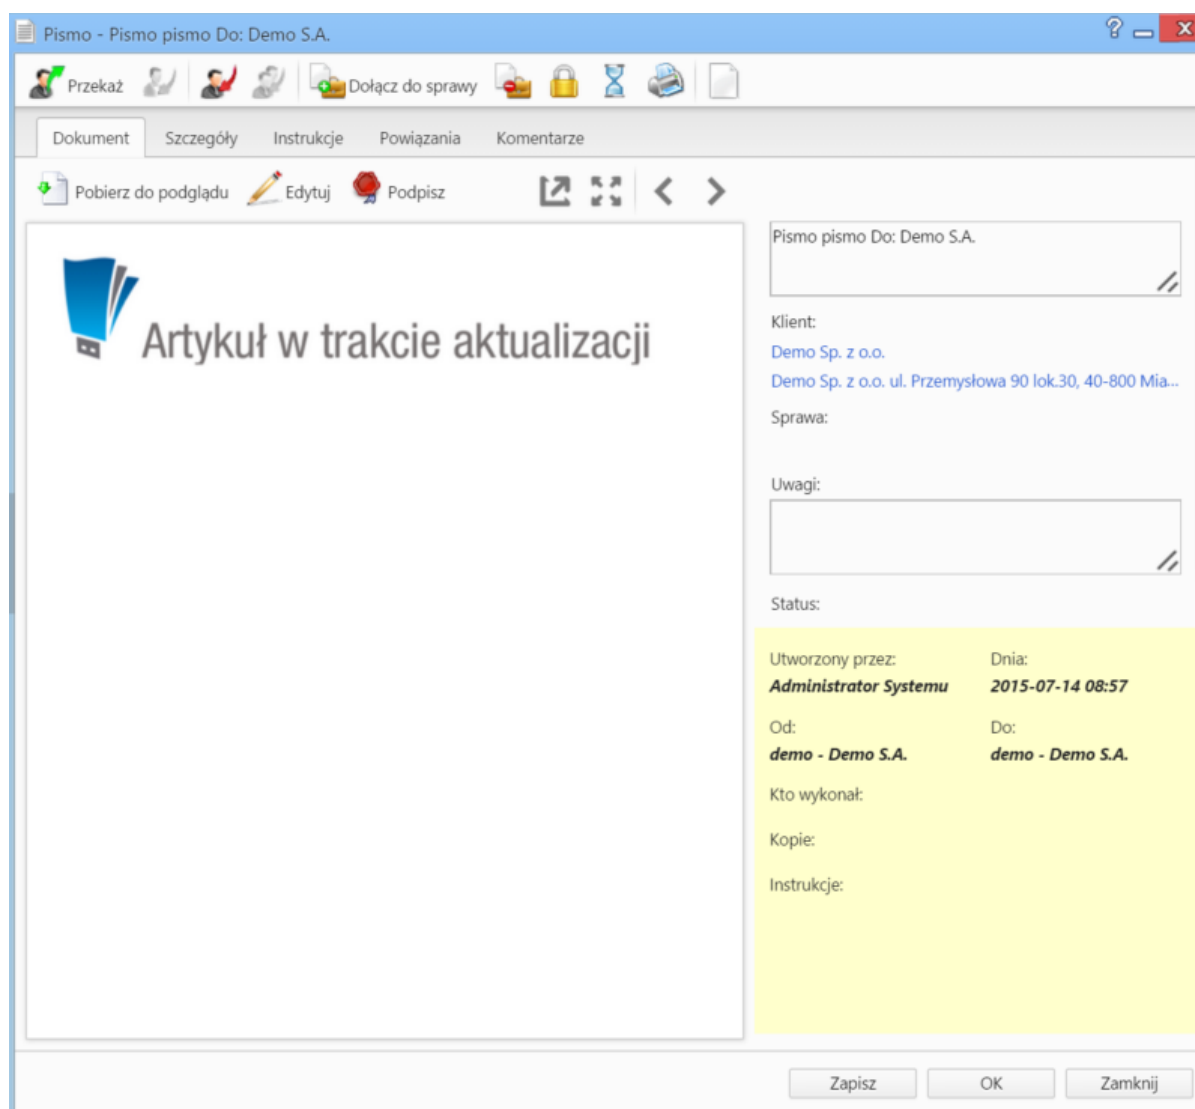 Pismo - Pismo pismo Do: Demo S.A.
Przekaż Dołącz do sprawy
Dokument Szczegóły Instrukcje Powiązania Komentarze
Pobierz do podglądu Edytuj Podpisz
Artykuł w trakcie aktualizacji
Pismo pismo Do: Demo S.A.
Klient:
Demo Sp. z o.o.
Demo Sp. z o.o. ul. Przemysłowa 90 lok.30, 40-800 Mia...
Sprawa:
Uwagi:
Status:
Utworzony przez: Dnia:
Administrator Systemu 2015-07-14 08:57
Od: Do:
demo - Demo S.A. demo - Demo S.A.
Kto wykonał:
Kopie:
Instrukcje:
Zapisz OK Zamknij